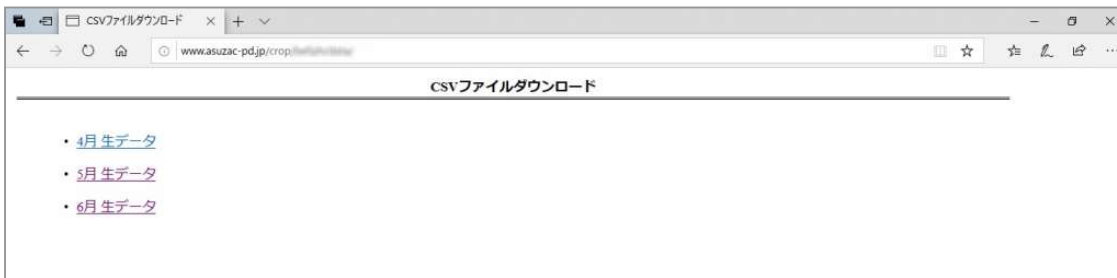 CSVファイルダウンロード
www.asuzac-pd.jp/crop
CSVファイルダウンロード
• 4月 生データ
• 5月 生データ
• 6月 生データ